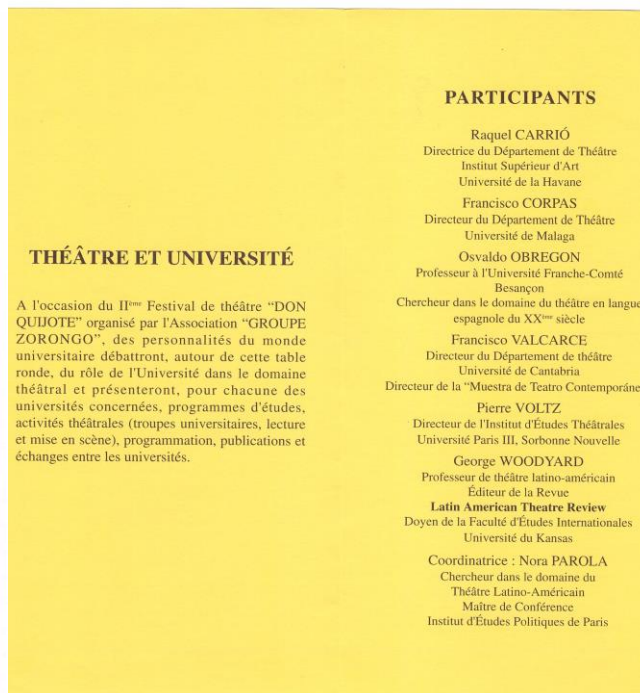 THÉÂTRE ET UNIVERSITÉ
A l'occasion du IIème Festival de théâtre “DON
QUIJOTE” organisé par l'Association “GROUPE
ZORONGO”, des personnalités du monde
universitaire débattront, autour de cette table
ronde, du rôle de l'Université dans le domaine
théâtral et présenteront, pour chacune des
universités concernées, programmes d'études,
activités théâtrales (troupes universitaires, lecture
et mise en scène), programmation, publications et
échanges entre les universités.
PARTICIPANTS
Raquel CARRIÓ
Directrice du Département de Théâtre
Institut Supérieur d'Art
Université de la Havane
Francisco CORPAS
Directeur du Département de Théâtre
Université de Malaga
Osvaldo OBREGON
Professeur à l'Université Franche-Comté
Besançon
Chercheur dans le domaine du théâtre en langue
espagnole du XXème siècle
Francisco VALCARCE
Directeur du Département de théâtre
Université de Cantabria
Directeur de la “Muestra de Teatro Contemporáne
Pierre VOLTZ
Directeur de l'Institut d'Études Théâtrales
Université Paris III, Sorbonne Nouvelle
George WOODYARD
Professeur de théâtre latino-américain
Éditeur de la Revue
Latin American Theatre Review
Doyen de la Faculté d'Études Internationales
Université du Kansas
Coordinatrice : Nora PAROLA
Chercheur dans le domaine du
Théâtre Latino-Américain
Maître de Conférence
Institut d'Études Politiques de Paris